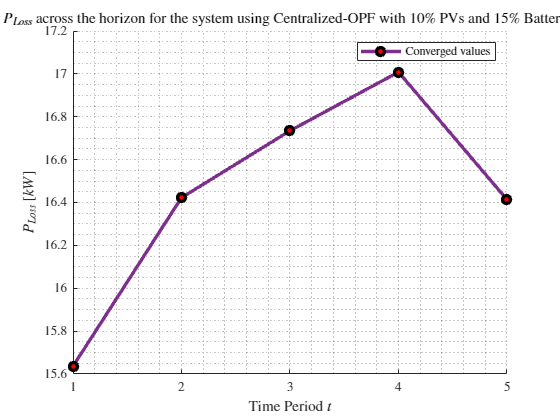 P_Loss across the horizon for the system using Centralized-OPF with 10% PVs and 15% Batter
17.2
Converged values
17
16.8
16.6
16.4
16.2
16
15.8
15.6
P_Loss [kW]
1 2 3 4 5
Time Period t